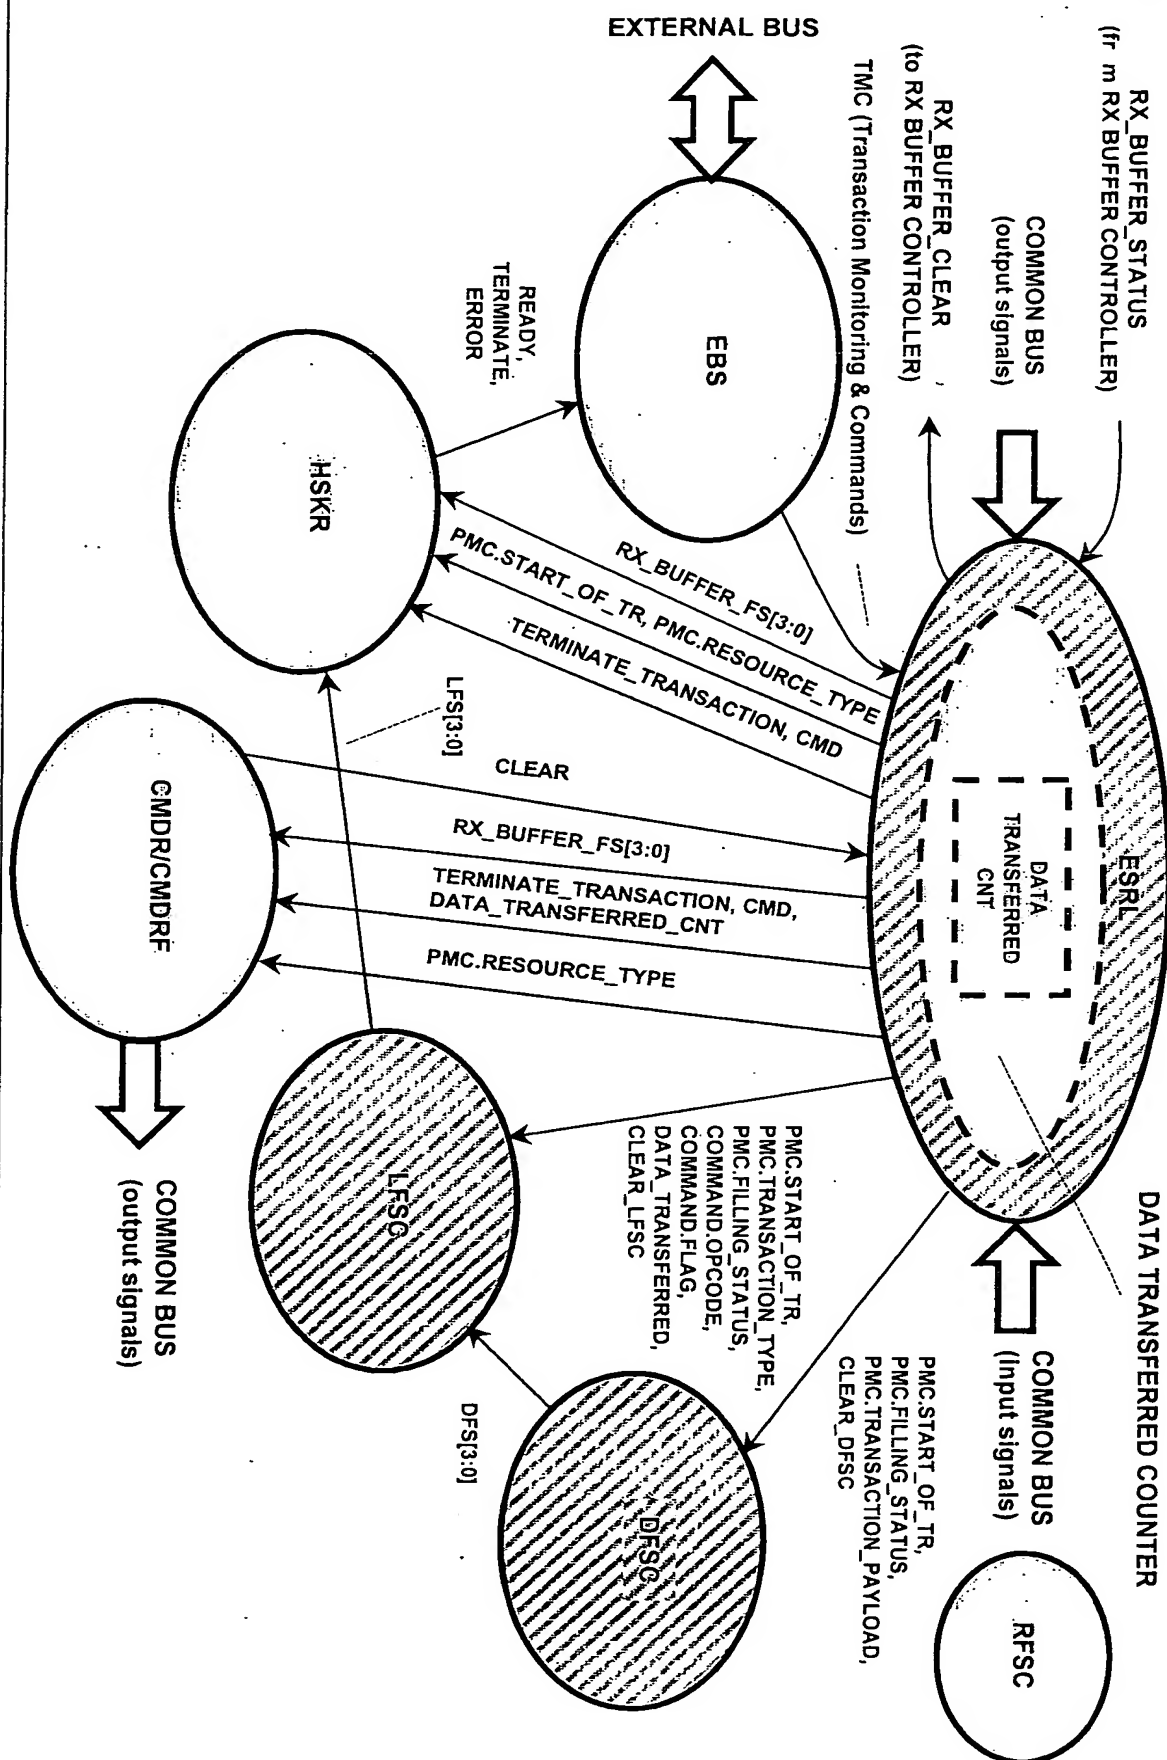 EXTERNAL BUS
RX_BUFFER_STATUS
(fr m RX BUFFER CONTROLLER)
COMMON BUS
(output signals)
RX_BUFFER_CLEAR
(to RX BUFFER CONTROLLER)
TMC (Transaction Monitoring & Commands)
EBS
READY,
TERMINATE,
ERROR
HSKR
RX_BUFFER_FS[3:0]
PMC.START_OF_TR, PMC.RESOURCE_TYPE
TERMINATE_TRANSACTION, CMD
LFS[3:0]
ESRL
DATA
TRANSFERRED
CNT
CLEAR
RX_BUFFER_FS[3:0]
TERMINATE_TRANSACTION, CMD,
DATA_TRANSFERRED_CNT
PMC.RESOURCE_TYPE
CMDR/CMDRF
COMMON BUS
(output signals)
LFSC
PMC.START_OF_TR,
PMC.TRANSACTION_TYPE,
PMC.FILLING_STATUS,
COMMAND.OPCODE,
COMMAND.FLAG,
DATA_TRANSFERRED,
CLEAR_LFSC
DATA TRANSFERRED COUNTER
COMMON BUS
(Input signals)
PMC.START_OF_TR,
PMC.FILLING_STATUS,
PMC.TRANSACTION_PAYLOAD,
CLEAR_DFSC
DFS[3:0]
DFSC
RFSC